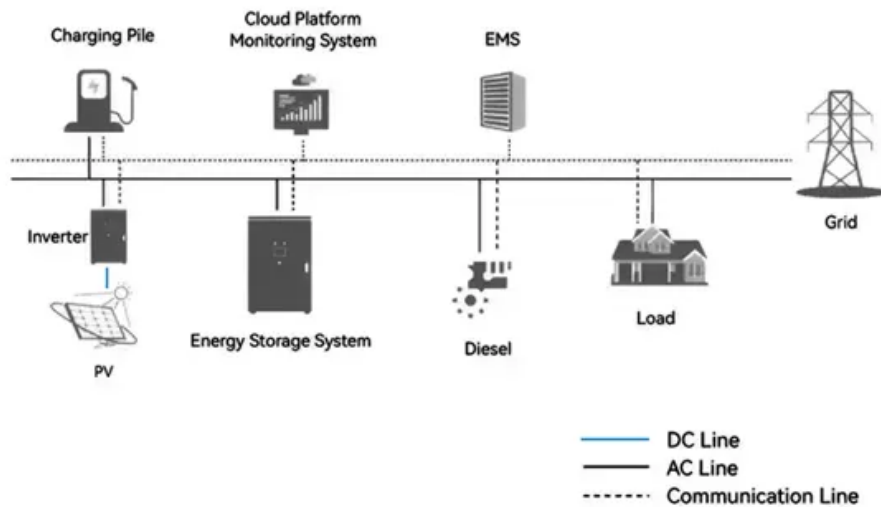 Charging Pile
Cloud Platform
Monitoring System
EMS
Grid
Inverter
PV
Energy Storage System
Diesel
Load
DC Line
AC Line
Communication Line